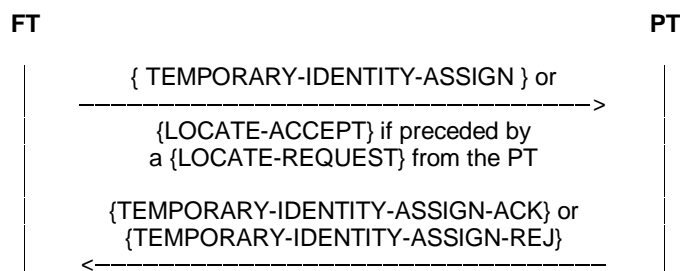 FT PT
{ TEMPORARY-IDENTITY-ASSIGN } or
{LOCATE-ACCEPT} if preceded by
a {LOCATE-REQUEST} from the PT
{TEMPORARY-IDENTITY-ASSIGN-ACK} or
{TEMPORARY-IDENTITY-ASSIGN-REJ}